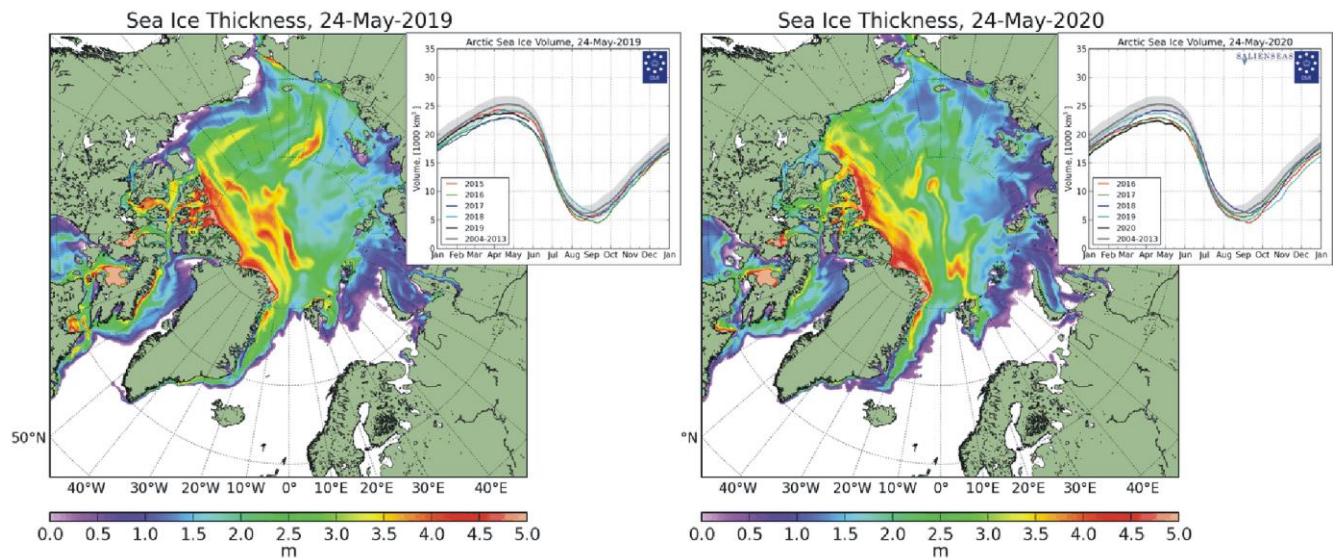 Sea Ice Thickness, 24-May-2019
Arctic Sea Ice Volume, 24-May-2019
35
30
25
20
15
10
5
0
Volume, [1000 km³]
2015
2016
2017
2018
2019
2004-2013
Jan Feb Mar Apr May Jun Jul Aug Sep Oct Nov Dec Jan
50°N
40°W 30°W 20°W 10°W 0° 10°E 20°E 30°E 40°E
0.0 0.5 1.0 1.5 2.0 2.5 3.0 3.5 4.0 4.5 5.0
m
Sea Ice Thickness, 24-May-2020
Arctic Sea Ice Volume, 24-May-2020
SALIENSEAS
35
30
25
20
15
10
5
0
Volume, [1000 km³]
2016
2017
2018
2019
2020
2004-2013
Jan Feb Mar Apr May Jun Jul Aug Sep Oct Nov Dec Jan
°N
40°W 30°W 20°W 10°W 0° 10°E 20°E 30°E 40°E
0.0 0.5 1.0 1.5 2.0 2.5 3.0 3.5 4.0 4.5 5.0
m